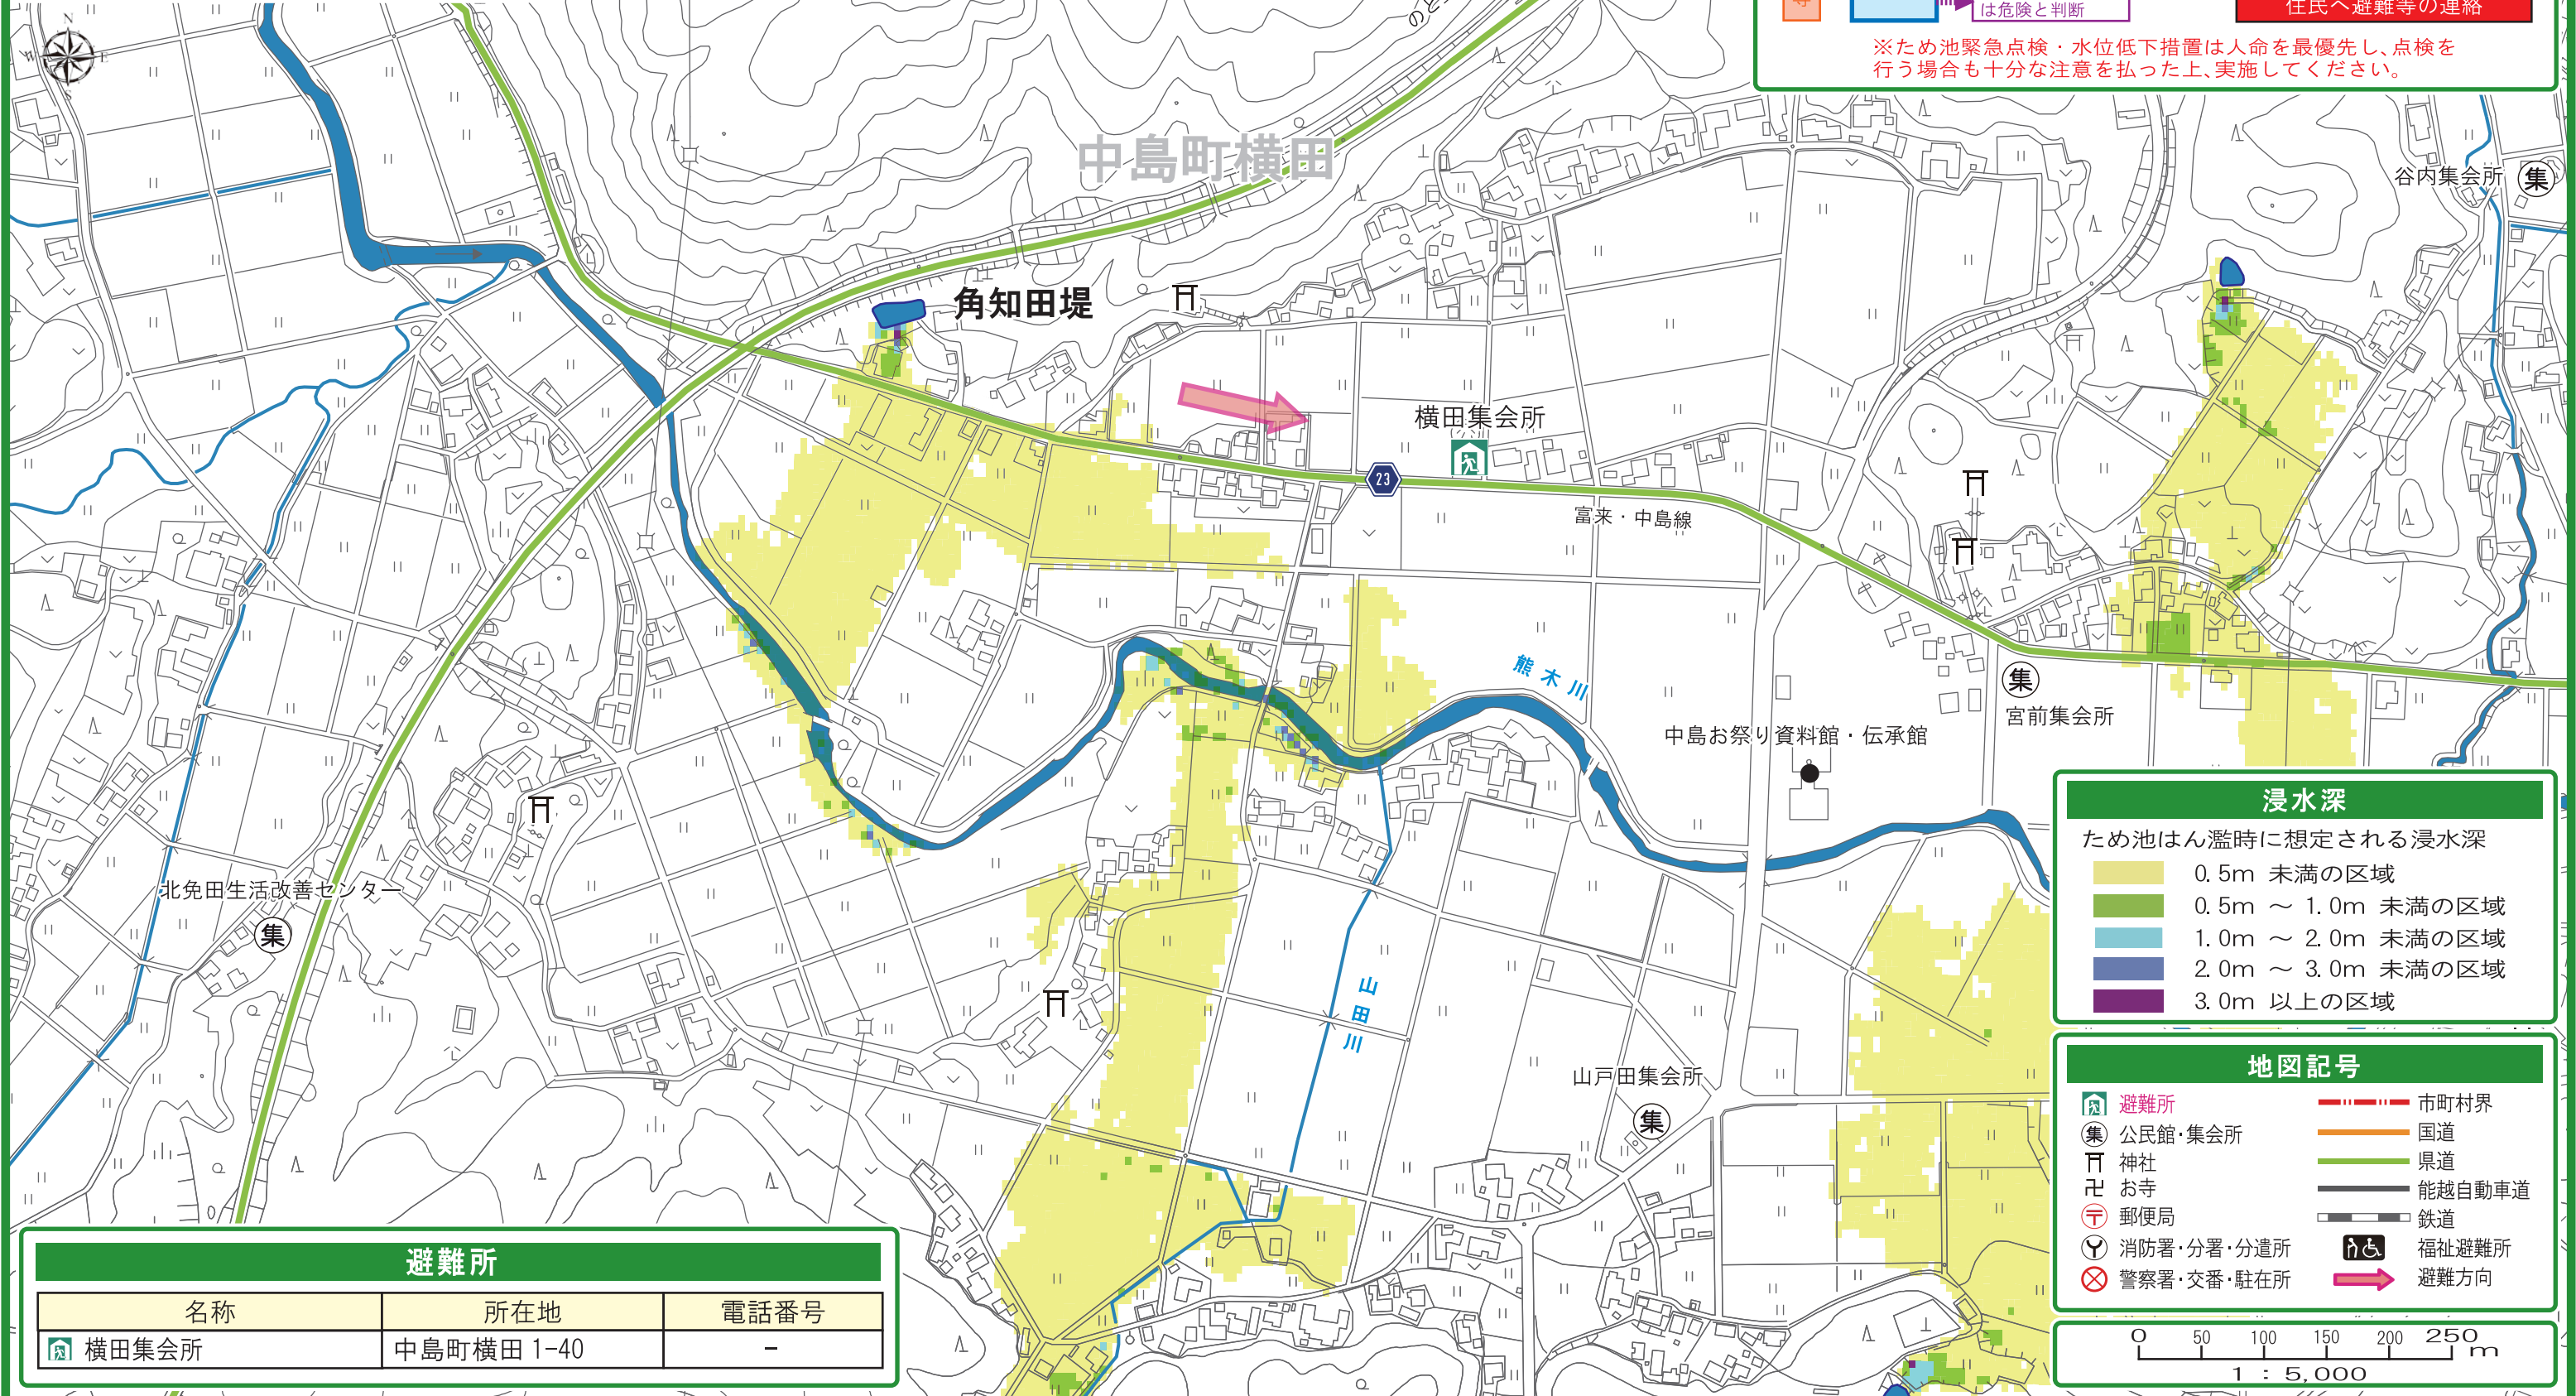 は危険と判断
住民へ避難等の連絡
※ため池緊急点検・水位低下措置は人命を最優先し、点検を
行う場合も十分な注意を払った上、実施してください。
N
W E
S
中島町横田
谷内集会所
集
角知田堤
横田集会所
23
富来・中島線
熊木川
集
宮前集会所
中島お祭り資料館・伝承館
北免田生活改善センター
集
山田川
山戸田集会所
集
浸水深
ため池はん濫時に想定される浸水深
0.5m 未満の区域
0.5m ～ 1.0m 未満の区域
1.0m ～ 2.0m 未満の区域
2.0m ～ 3.0m 未満の区域
3.0m 以上の区域
地図記号
避難所 市町村界
集 公民館・集会所 国道
神社 県道
卍 お寺 能越自動車道
〒 郵便局 鉄道
消防署・分署・分遣所 福祉避難所
警察署・交番・駐在所 避難方向
0 50 100 150 200 250
m
1 : 5,000
避難所
名称 所在地 電話番号
横田集会所 中島町横田 1-40 −